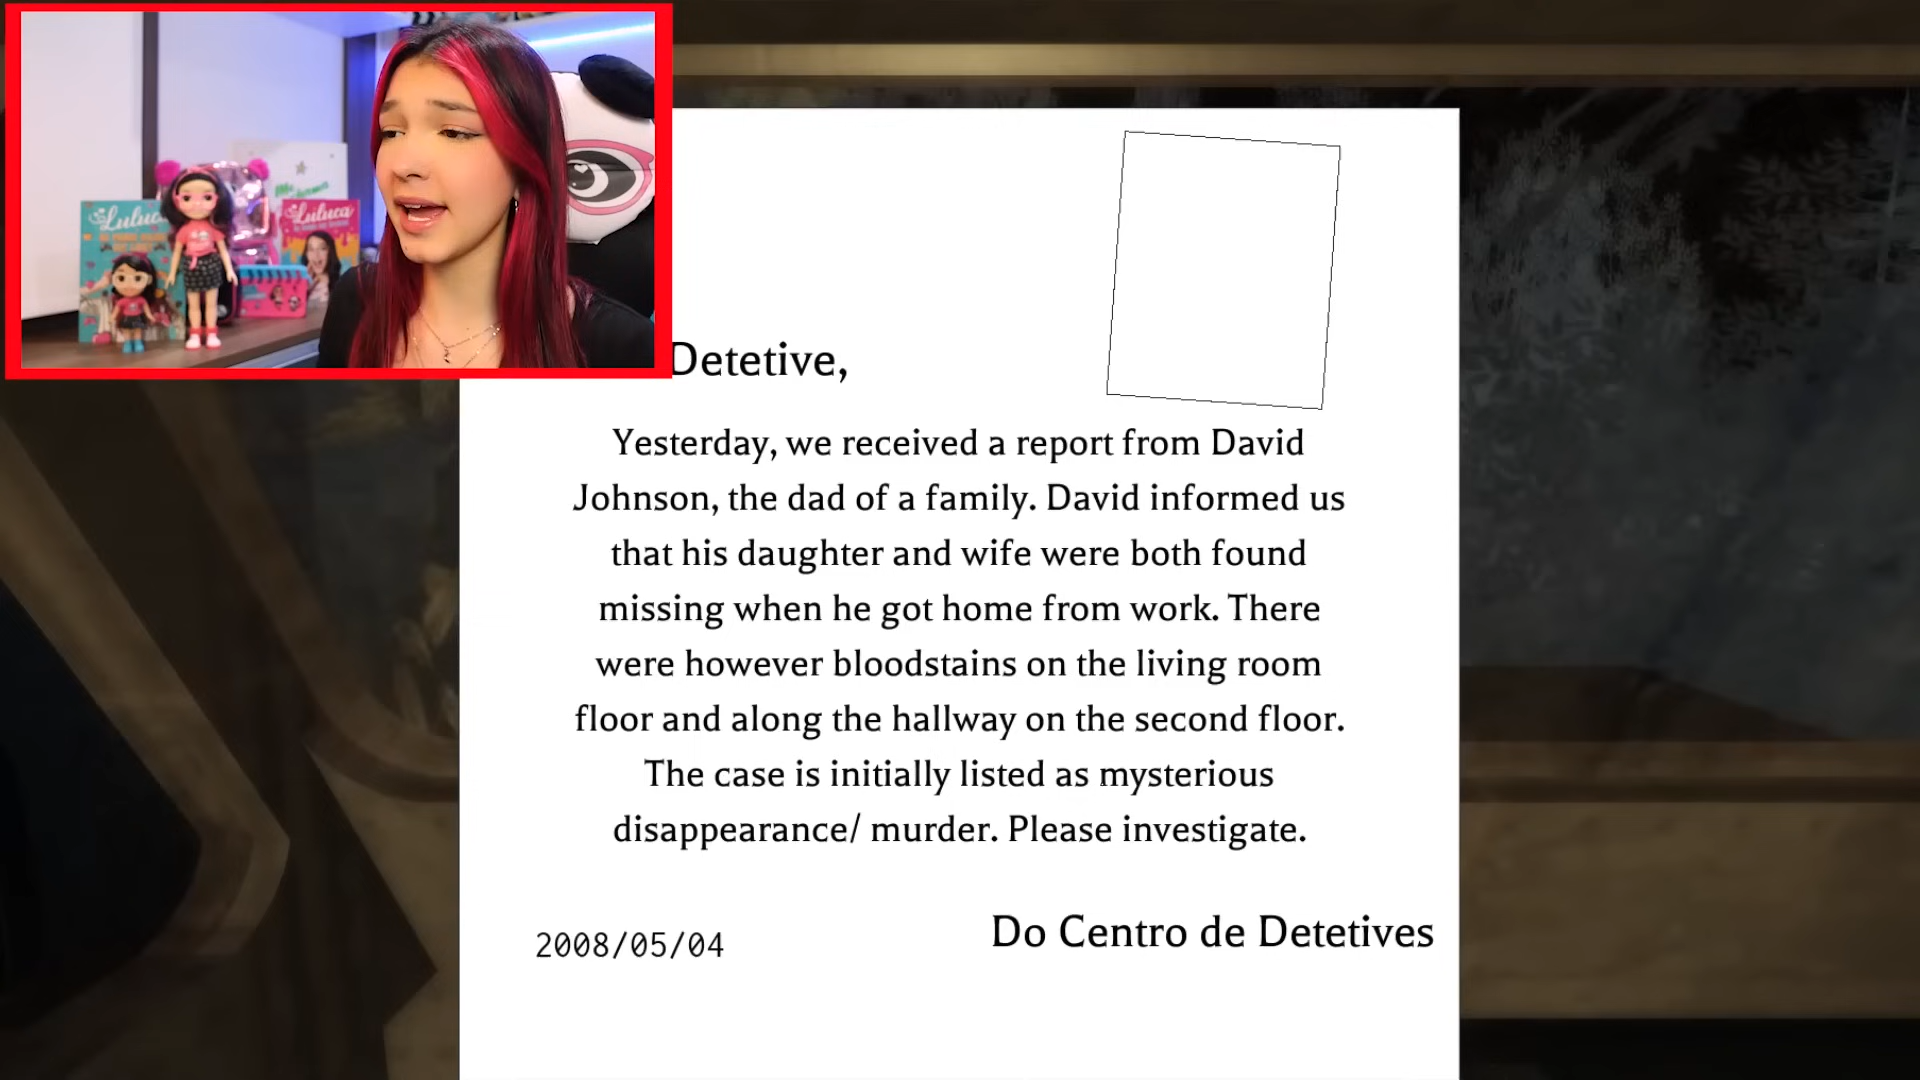 Luluca
Luluca
Detetive,
Yesterday, we received a report from David
Johnson, the dad of a family. David informed us
that his daughter and wife were both found
missing when he got home from work. There
were however bloodstains on the living room
floor and along the hallway on the second floor.
The case is initially listed as mysterious
disappearance/ murder. Please investigate.
2008/05/04
Do Centro de Detetives